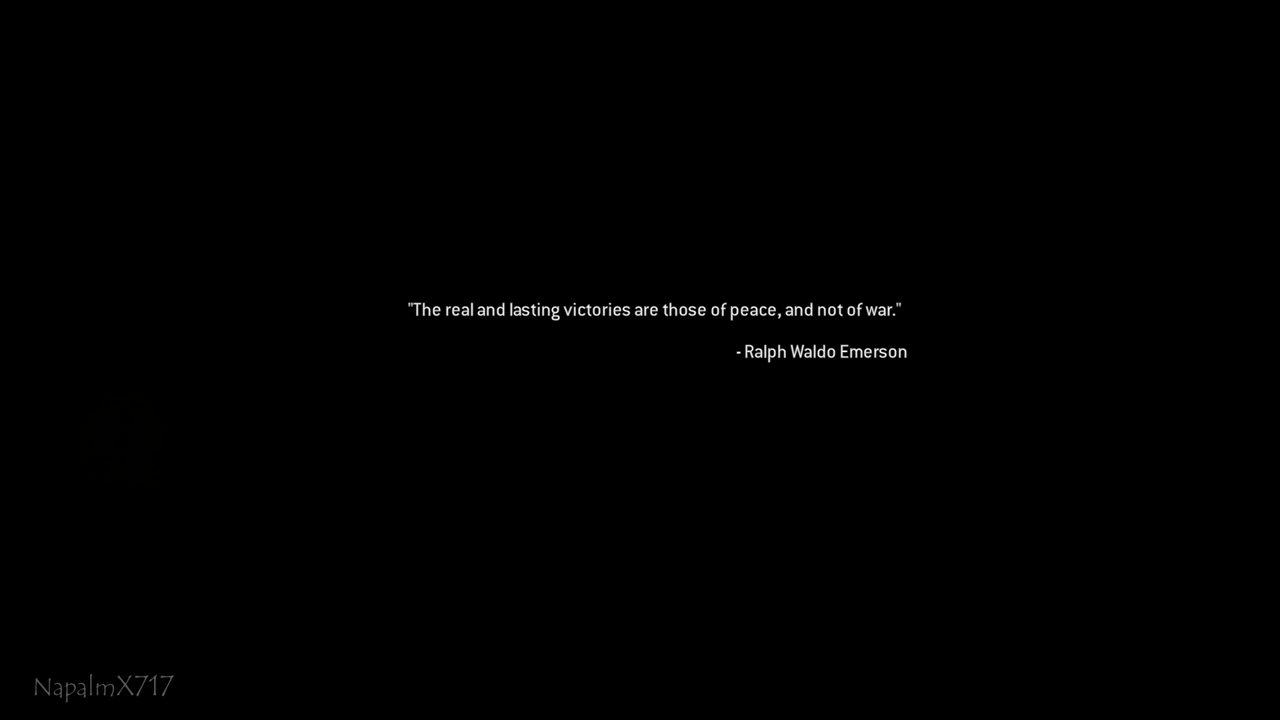 "The real and lasting victories are those of peace, and not of war."
- Ralph Waldo Emerson
NapalmX717